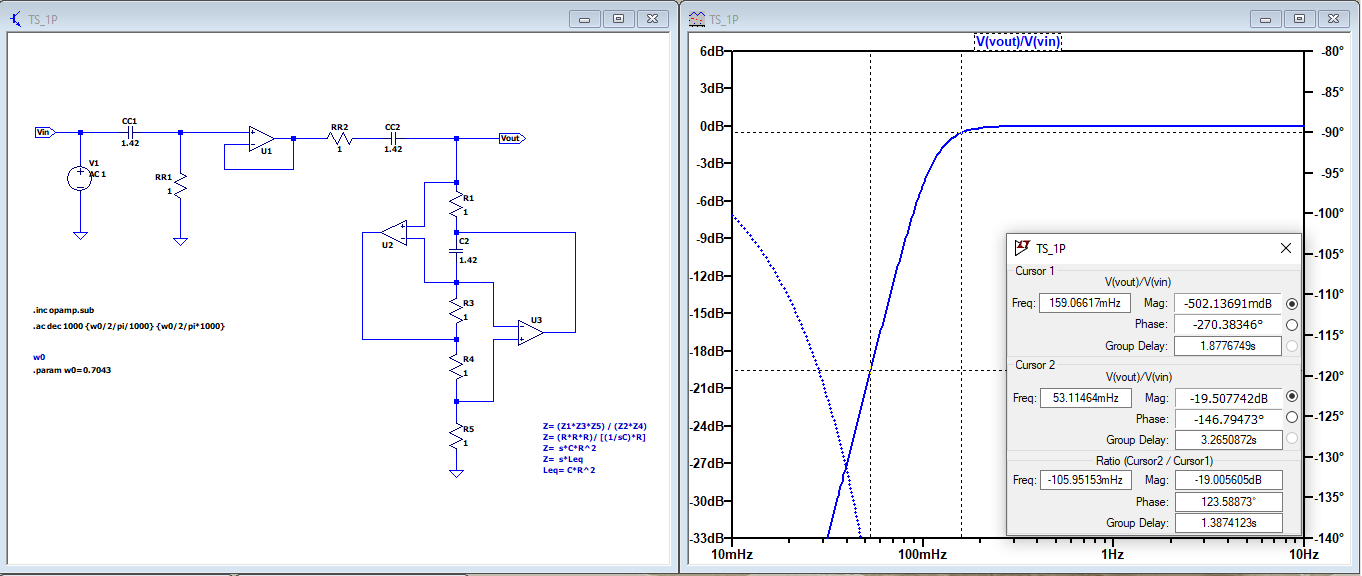 TS_1P
Vin
CC1
1.42
V1
AC 1
RR1
1
U1
RR2
1
CC2
1.42
Vout
R1
1
U2
C2
1.42
R3
1
U3
R4
1
R5
1
.inc opamp.sub
.ac dec 1000 {w0/2/pi/1000} {w0/2/pi*1000}
w0
.param w0=0.7043
Z= (Z1*Z3*Z5) / (Z2*Z4)
Z= (R*R*R)/ [(1/sC)*R]
Z= s*C*R^2
Z= s*Leq
Leq= C*R^2
TS_1P
V(vout)/V(vin)
6dB
3dB
0dB
-3dB
-6dB
-9dB
-12dB
-15dB
-18dB
-21dB
-24dB
-27dB
-30dB
-33dB
-80°
-85°
-90°
-95°
-100°
-105°
-110°
-115°
-120°
-125°
-130°
-135°
-140°
10mHz
100mHz
1Hz
10Hz
TS_1P
Cursor 1
V(vout)/V(vin)
Freq: 159.06617mHz Mag: -502.13691mdB
Phase: -270.38346°
Group Delay: 1.8776749s
Cursor 2
V(vout)/V(vin)
Freq: 53.11464mHz Mag: -19.507742dB
Phase: -146.79473°
Group Delay: 3.2650872s
Ratio (Cursor2 / Cursor1)
Freq: -105.95153mHz Mag: -19.005605dB
Phase: 123.58873°
Group Delay: 1.3874123s